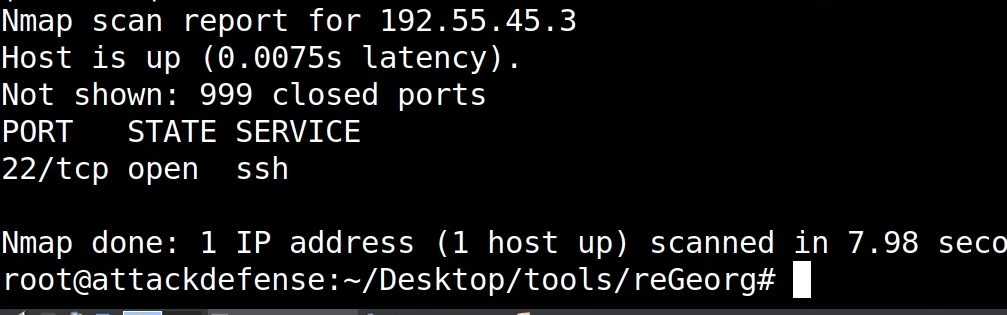 Nmap scan report for 192.55.45.3
Host is up (0.0075s latency).
Not shown: 999 closed ports
PORT   STATE SERVICE
22/tcp open  ssh
Nmap done: 1 IP address (1 host up) scanned in 7.98 seco
root@attackdefense:~/Desktop/tools/reGeorg#